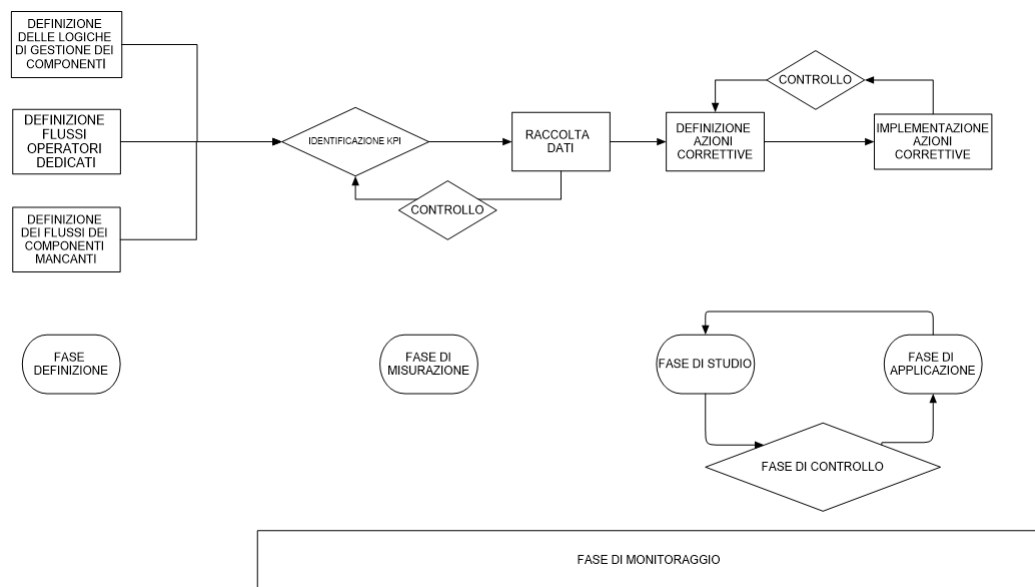 DEFINIZIONE
DELLE LOGICHE
DI GESTIONE DEI
COMPONENTI
DEFINIZIONE
FLUSSI
OPERATORI
DEDICATI
DEFINIZIONE
DEI FLUSSI DEI
COMPONENTI
MANCANTI
IDENTIFICAZIONE KPI
CONTROLLO
RACCOLTA
DATI
DEFINIZIONE
AZIONI
CORRETTIVE
CONTROLLO
IMPLEMENTAZIONE
AZIONI
CORRETTIVE
FASE
DEFINIZIONE
FASE DI
MISURAZIONE
FASE DI STUDIO
FASE DI
APPLICAZIONE
FASE DI CONTROLLO
FASE DI MONITORAGGIO